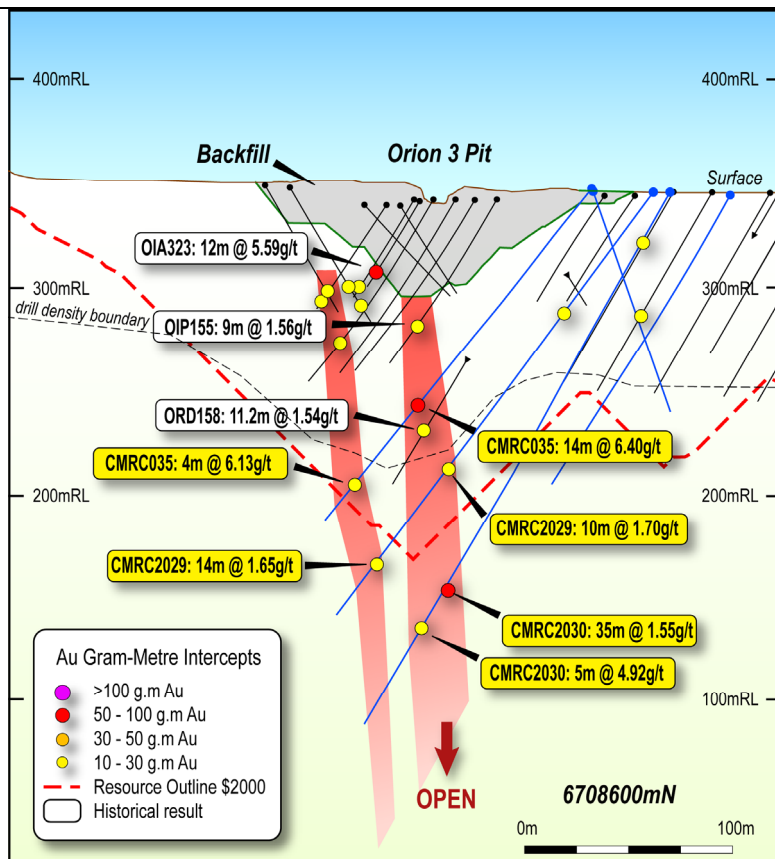 400mRL
400mRL
Backfill
Orion 3 Pit
Surface
OIA323: 12m @ 5.59g/t
300mRL
300mRL
drill density boundary
OIP155: 9m @ 1.56g/t
ORD158: 11.2m @ 1.54g/t
CMRC035: 14m @ 6.40g/t
CMRC035: 4m @ 6.13g/t
200mRL
200mRL
CMRC2029: 10m @ 1.70g/t
CMRC2029: 14m @ 1.65g/t
CMRC2030: 35m @ 1.55g/t
CMRC2030: 5m @ 4.92g/t
100mRL
Au Gram-Metre Intercepts
>100 g.m Au
50 - 100 g.m Au
30 - 50 g.m Au
10 - 30 g.m Au
Resource Outline $2000
Historical result
OPEN
6708600mN
0m
100m